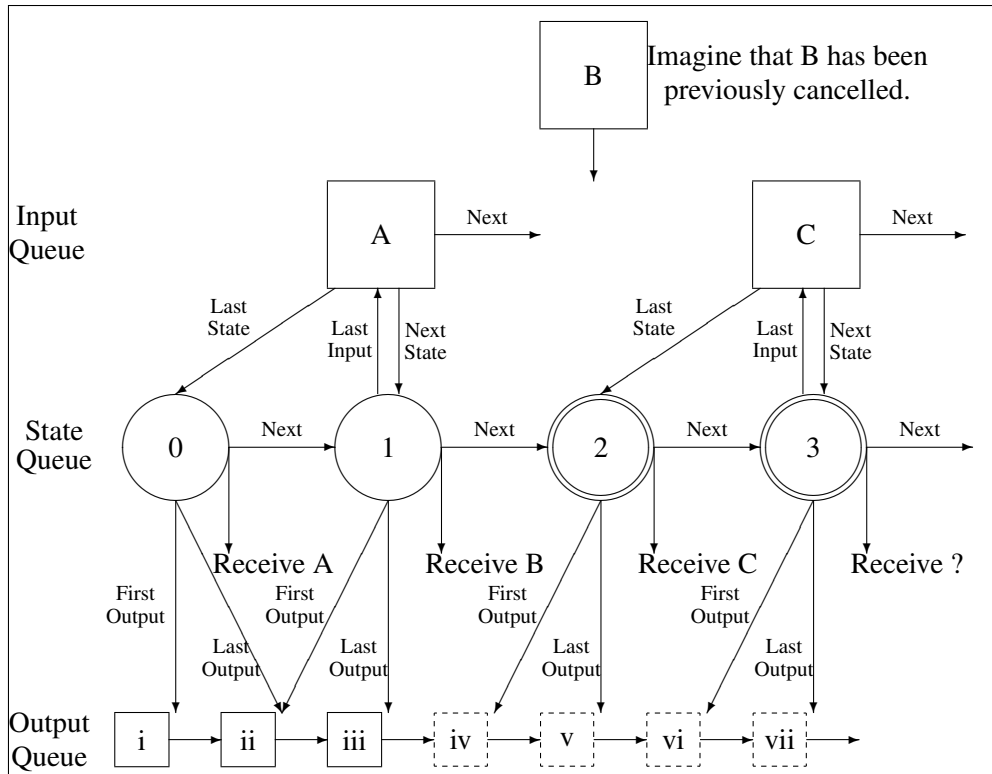 B
Imagine that B has been
previously cancelled.
Input
Queue
A
Next
C
Next
Last
State
Last
Input
Next
State
Last
State
Last
Input
Next
State
State
Queue
0
Next
1
Next
2
Next
3
Next
Receive A
Receive B
Receive C
Receive ?
First
Output
Last
Output
First
Output
Last
Output
First
Output
Last
Output
First
Output
Last
Output
Output
Queue
i
ii
iii
iv
v
vi
vii